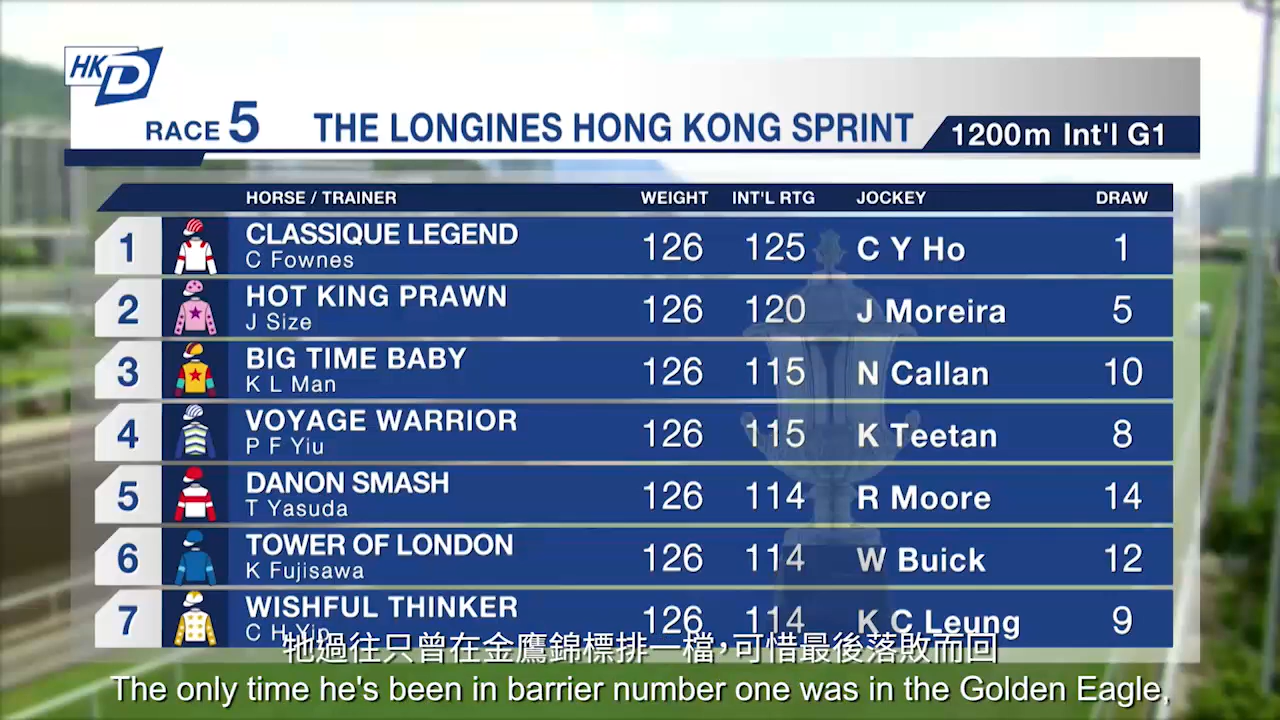 HKD
RACE 5 THE LONGINES HONG KONG SPRINT 1200m Int'l G1
HORSE / TRAINER WEIGHT INT'L RTG JOCKEY DRAW
1 CLASSIQUE LEGEND 126 125 C Y Ho 1
C Fownes
2 HOT KING PRAWN 126 120 J Moreira 5
J Size
3 BIG TIME BABY 126 115 N Callan 10
K L Man
4 VOYAGE WARRIOR 126 115 K Teetan 8
P F Yiu
5 DANON SMASH 126 114 R Moore 14
T Yasuda
6 TOWER OF LONDON 126 114 W Buick 12
K Fujisawa
7 WISHFUL THINKER 126 114 K C Leung 9
C H Yip
牠過往只曾在金鷹錦標排一檔，可惜最後落敗而回
The only time he's been in barrier number one was in the Golden Eagle,